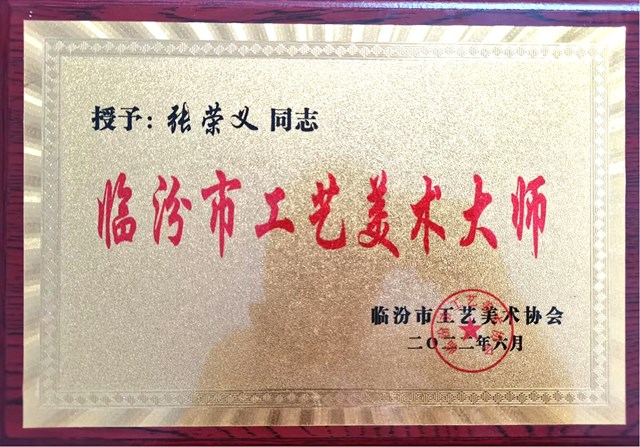 授予：张荣义同志
临汾市工艺美术大师
临汾市工艺美术协会
二〇二二年六月